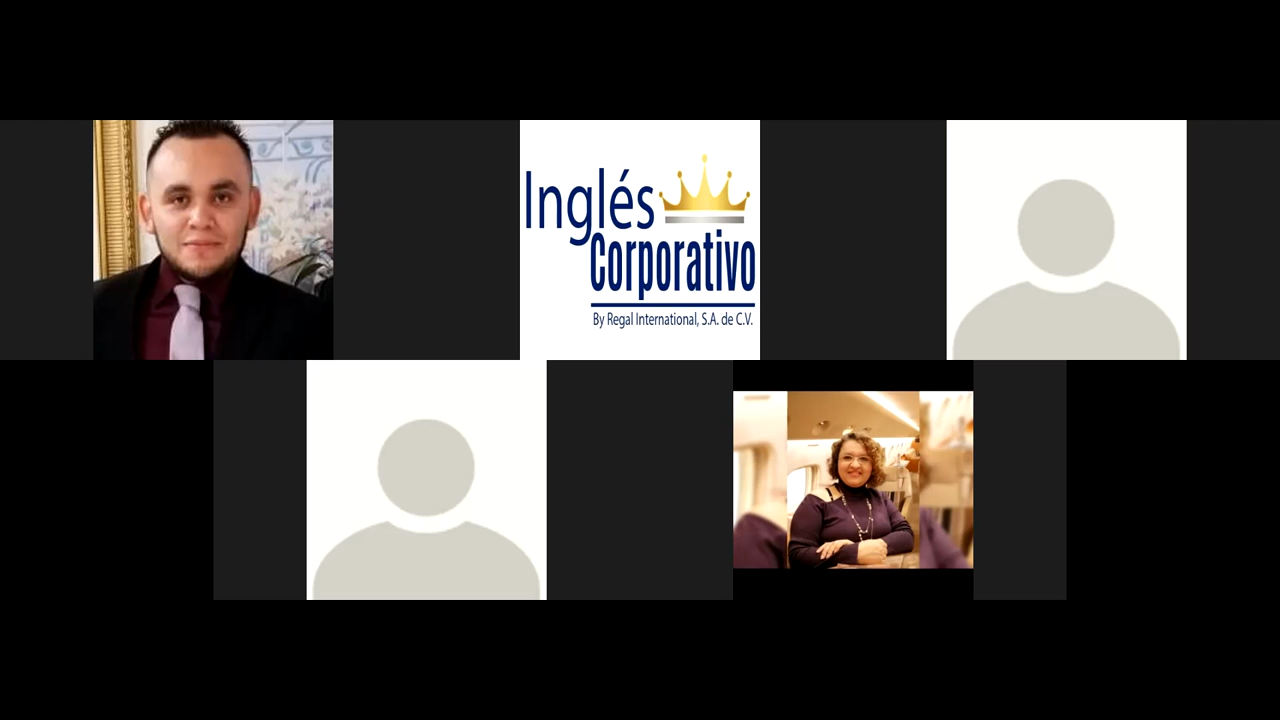 Inglés
Corporativo
By Regal International, S.A. de C.V.